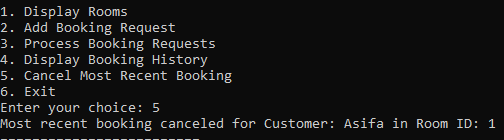 1. Display Rooms
2. Add Booking Request
3. Process Booking Requests
4. Display Booking History
5. Cancel Most Recent Booking
6. Exit
Enter your choice: 5
Most recent booking canceled for Customer: Asifa in Room ID: 1
-------------------------